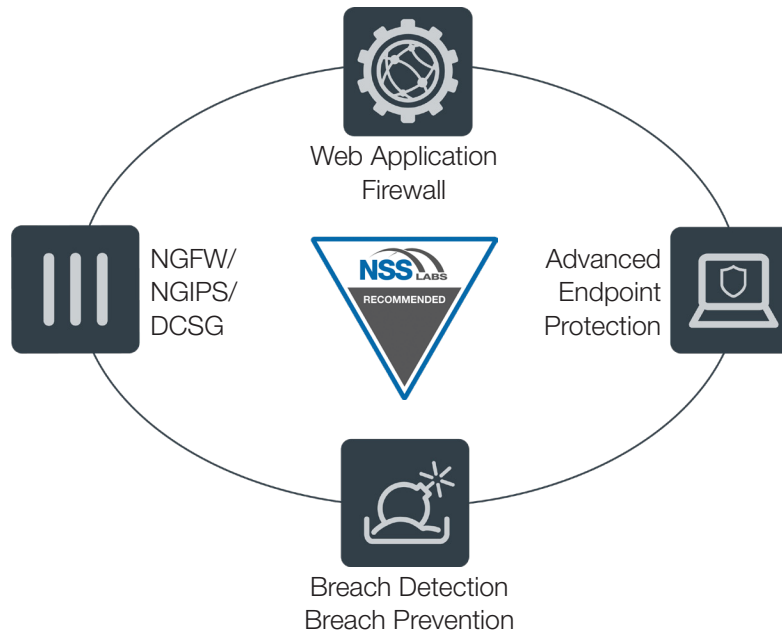 Web Application
Firewall
NGFW/
NGIPS/
DCSG
NSS
LABS
RECOMMENDED
Advanced
Endpoint
Protection
Breach Detection
Breach Prevention